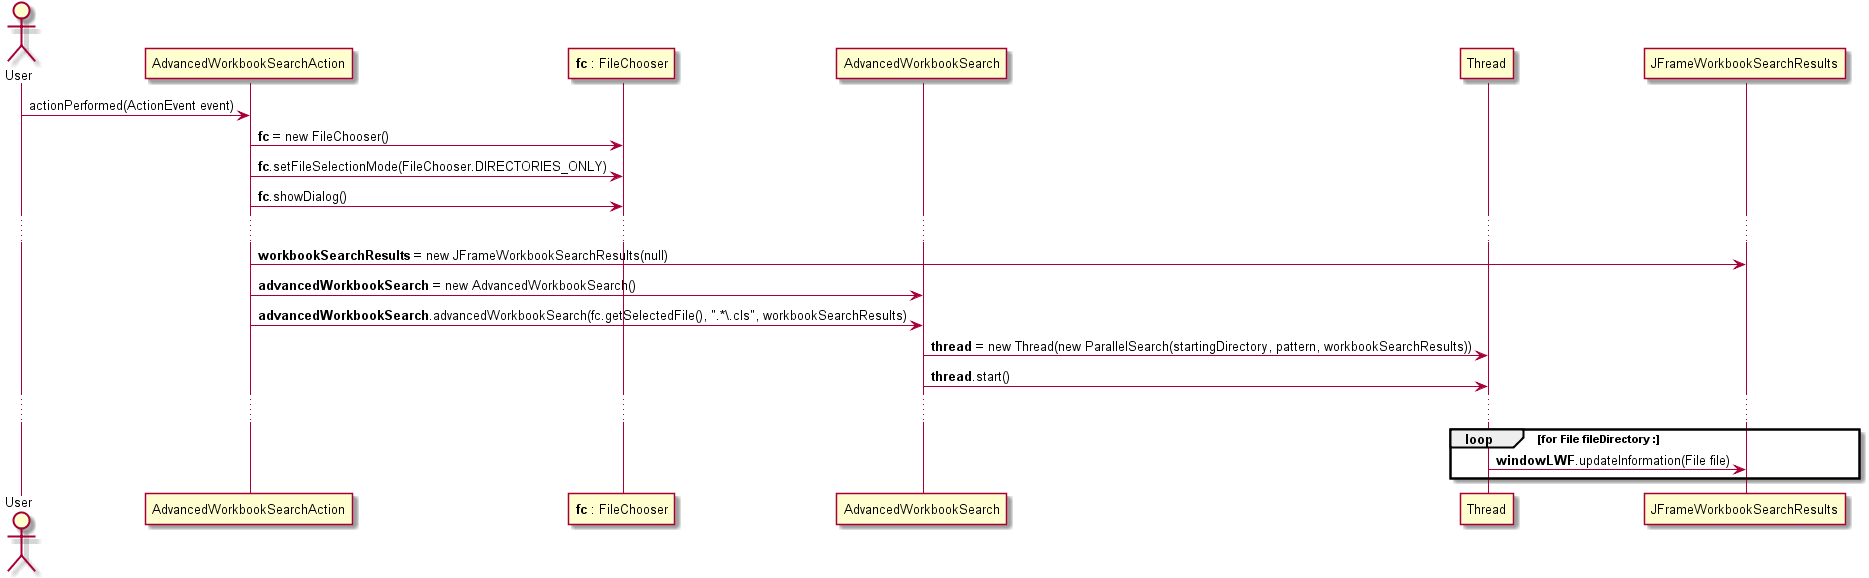 User
AdvancedWorkbookSearchAction
fc : FileChooser
AdvancedWorkbookSearch
Thread
JFrameWorkbookSearchResults
actionPerformed(ActionEvent event)
fc = new FileChooser()
fc.setFileSelectionMode(FileChooser.DIRECTORIES_ONLY)
fc.showDialog()
workbookSearchResults = new JFrameWorkbookSearchResults(null)
advancedWorkbookSearch = new AdvancedWorkbookSearch()
advancedWorkbookSearch.advancedWorkbookSearch(fc.getSelectedFile(), ".*\.cls", workbookSearchResults)
thread = new Thread(new ParallelSearch(startingDirectory, pattern, workbookSearchResults))
thread.start()
loop [for File fileDirectory :]
windowLWF.updateInformation(File file)
User
AdvancedWorkbookSearchAction
fc : FileChooser
AdvancedWorkbookSearch
Thread
JFrameWorkbookSearchResults